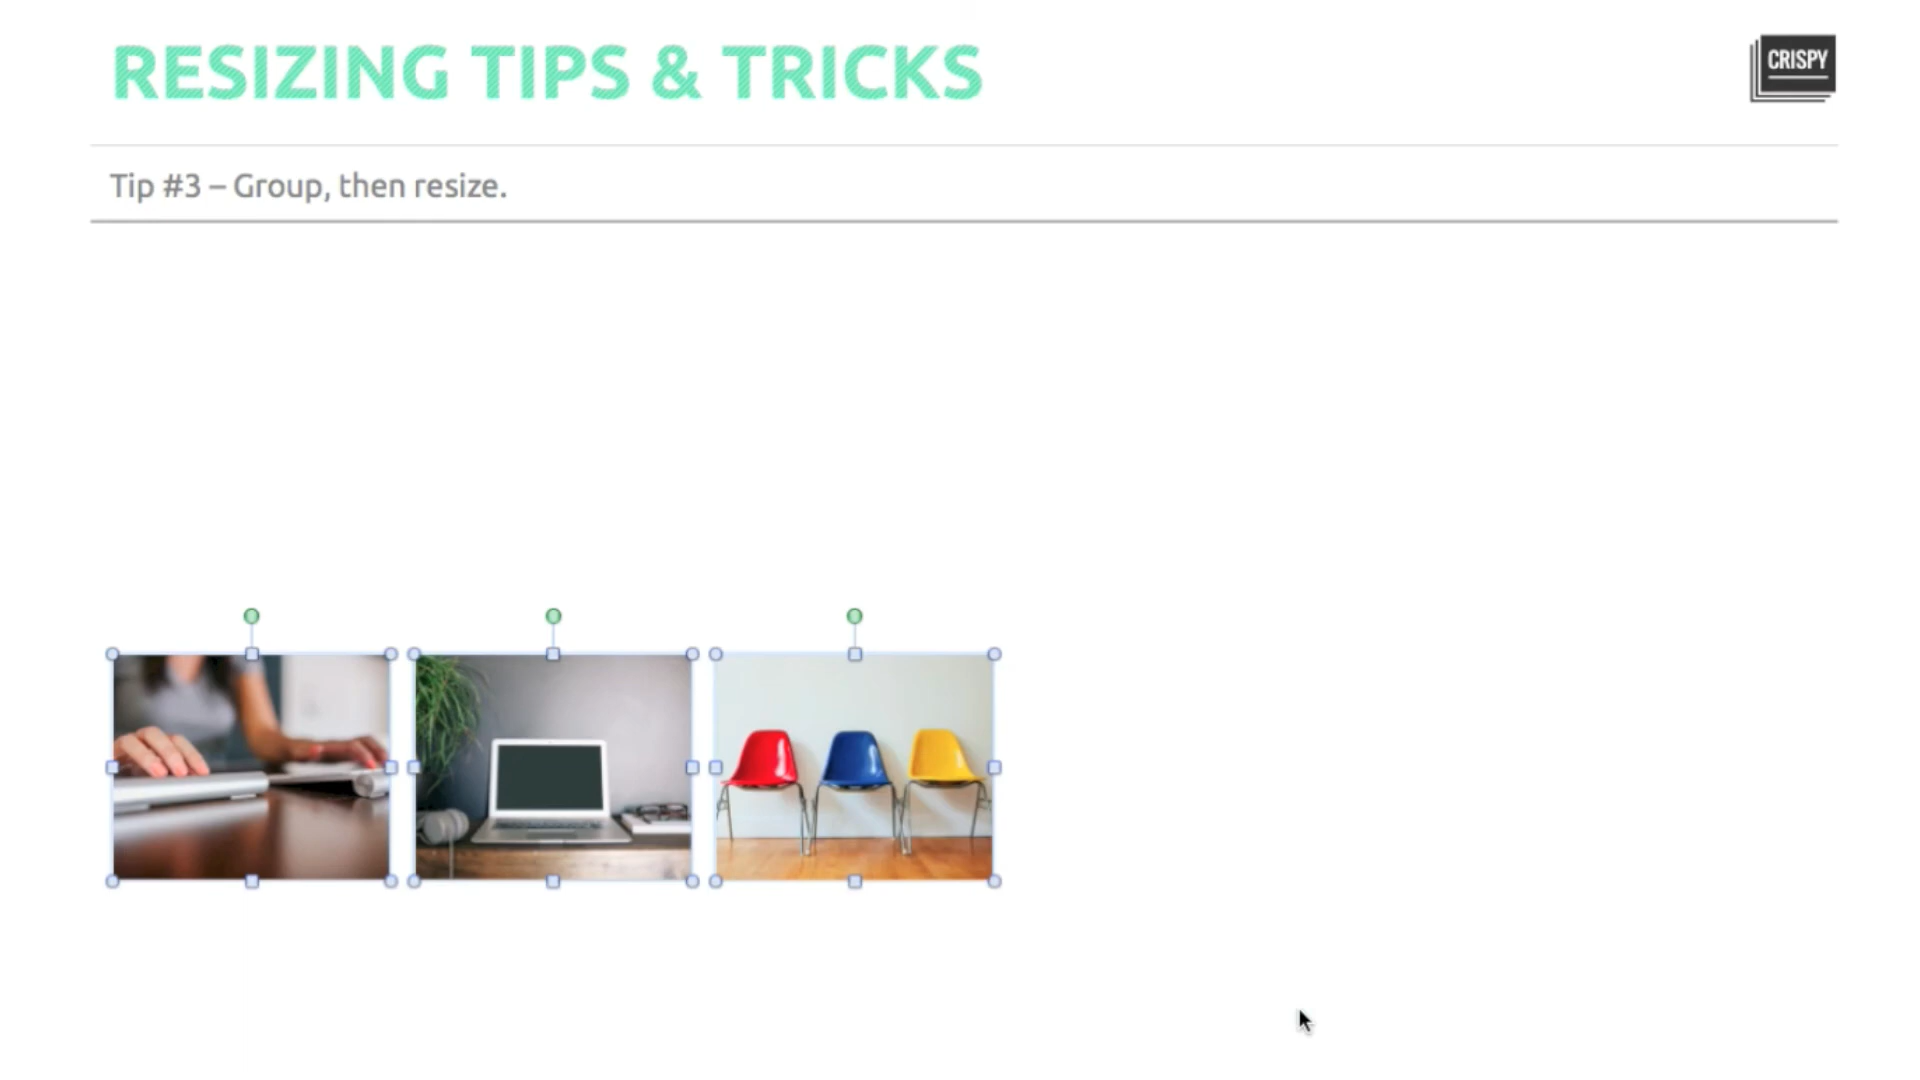 RESIZING TIPS & TRICKS
CRISPY
Tip #3 – Group, then resize.